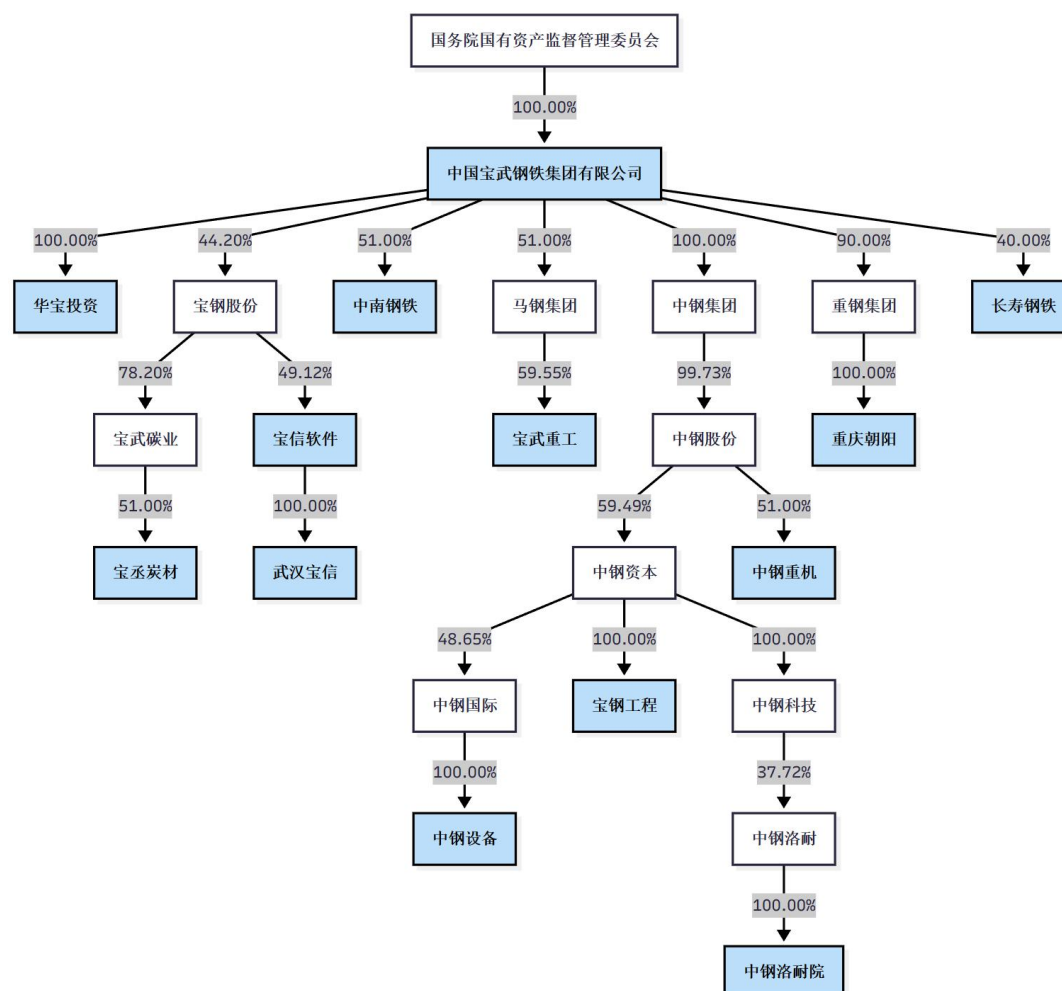 国务院国有资产监督管理委员会
100.00%
中国宝武钢铁集团有限公司
100.00% 44.20% 51.00% 51.00% 100.00% 90.00% 40.00%
华宝投资 宝钢股份 中南钢铁 马钢集团 中钢集团 重钢集团 长寿钢铁
78.20% 49.12% 59.55% 99.73% 100.00%
宝武碳业 宝信软件 宝武重工 中钢股份 重庆朝阳
51.00% 100.00% 59.49% 51.00%
宝丞炭材 武汉宝信 中钢资本 中钢重机
48.65% 100.00% 100.00%
中钢国际 宝钢工程 中钢科技
100.00% 37.72%
中钢设备 中钢洛耐
100.00%
中钢洛耐院